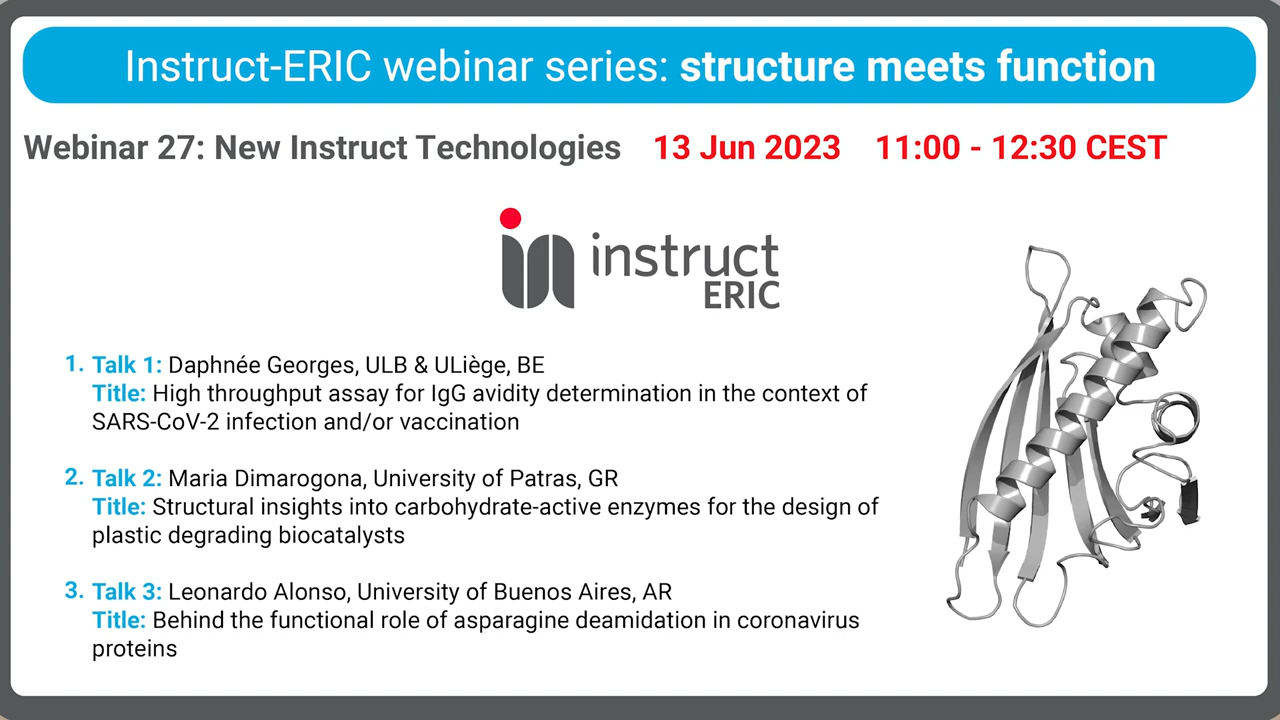 Instruct-ERIC webinar series: structure meets function
Webinar 27: New Instruct Technologies 13 Jun 2023 11:00 - 12:30 CEST
in instruct
ERIC
1. Talk 1: Daphnée Georges, ULB & ULiège, BE
Title: High throughput assay for IgG avidity determination in the context of
SARS-CoV-2 infection and/or vaccination
2. Talk 2: Maria Dimarogona, University of Patras, GR
Title: Structural insights into carbohydrate-active enzymes for the design of
plastic degrading biocatalysts
3. Talk 3: Leonardo Alonso, University of Buenos Aires, AR
Title: Behind the functional role of asparagine deamidation in coronavirus
proteins